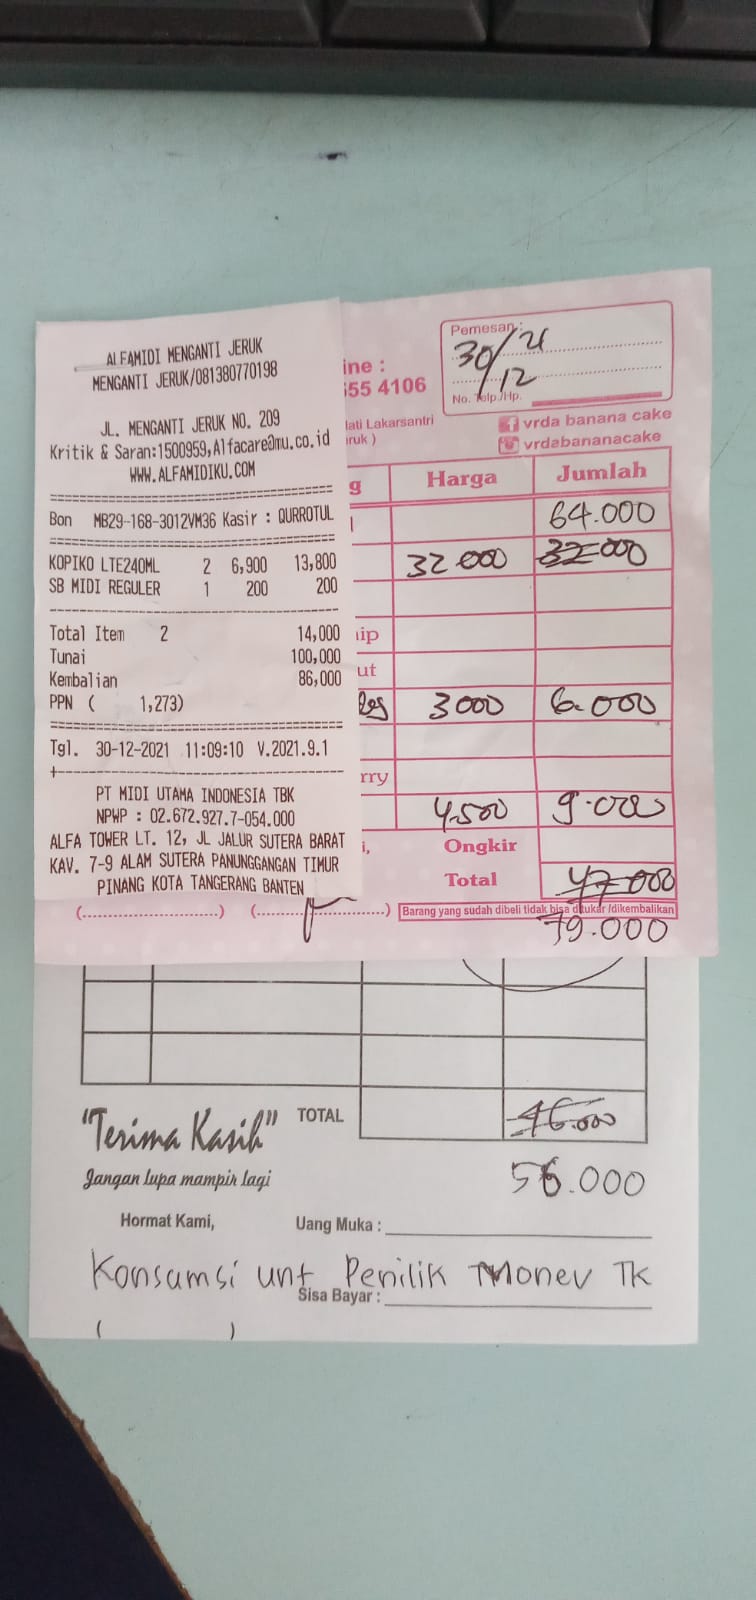 ALFAMIDI MENGANTI JERUK
MENGANTI JERUK/081380770198
JL. MENGANTI JERUK NO. 209
Kritik & Saran:1500959,Alfacare@mu.co.id
WWW.ALFAMIDIKU.COM
Bon MB29-168-3012VM36 Kasir : QURROTUL
KOPIKO LTE240ML 2 6,900 13,800
SB MIDI REGULER 1 200 200
Total Item 2 14,000
Tunai 100,000
Kembalian 86,000
PPN ( 1,273)
Tgl. 30-12-2021 11:09:10 V.2021.9.1
PT MIDI UTAMA INDONESIA TBK
NPWP : 02.672.927.7-054.000
ALFA TOWER LT. 12, JL JALUR SUTERA BARAT
KAV. 7-9 ALAM SUTERA PANUNGGANGAN TIMUR
PINANG KOTA TANGERANG BANTEN
Pemesan :
30/12 21
No. Telp./Hp.
ine :
555 4106
lati Lakarsantri
ruk )
vrda banana cake
vrdabananacake
g Harga Jumlah
64.000
32.000 32.000
hip
ut
3000 6.000
rry
4.500 9.000
i, Ongkir
Total 47.000
(........................) (........................) Barang yang sudah dibeli tidak bisa ditukar /dikembalikan
79.000
"Terima Kasih" TOTAL 46.000
Jangan lupa mampir lagi 56.000
Hormat Kami, Uang Muka :
Konsumsi unt Penilik Monev TK
Sisa Bayar :
( )